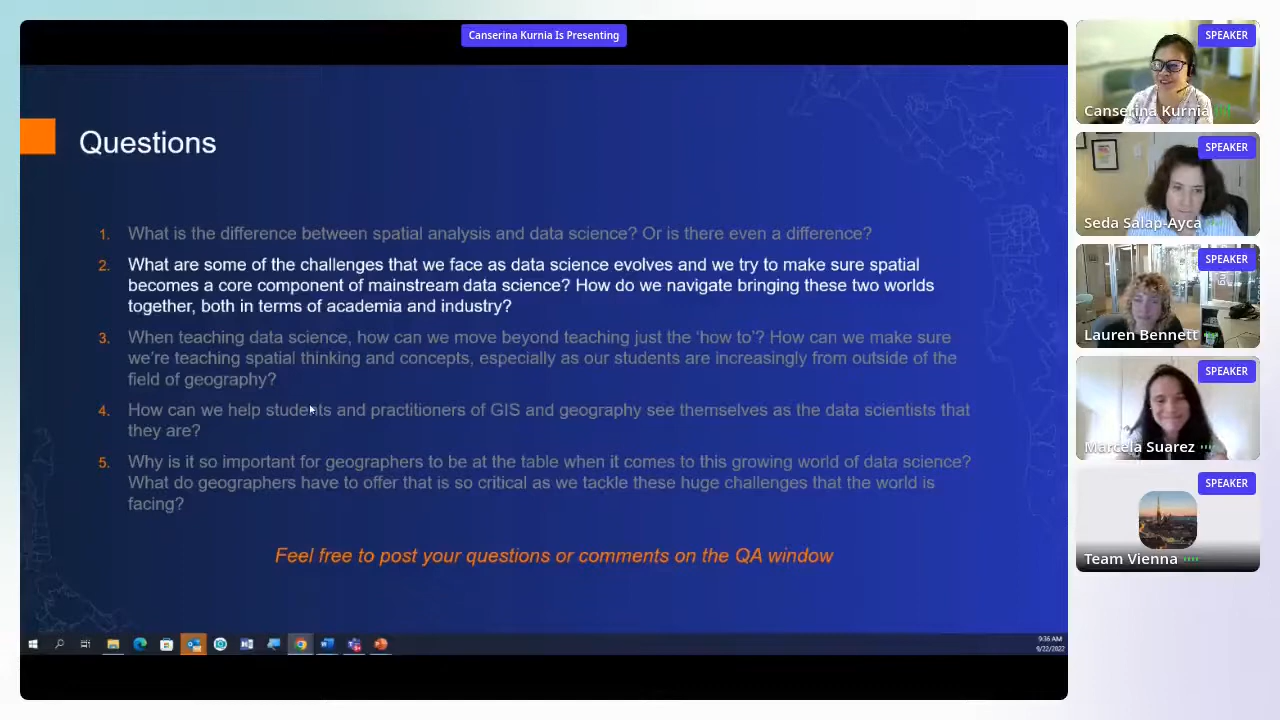 Canserina Kurnia Is Presenting
Questions
1. What is the difference between spatial analysis and data science? Or is there even a difference?
2. What are some of the challenges that we face as data science evolves and we try to make sure spatial
becomes a core component of mainstream data science? How do we navigate bringing these two worlds
together, both in terms of academia and industry?
3. When teaching data science, how can we move beyond teaching just the ‘how to’? How can we make sure
we're teaching spatial thinking and concepts, especially as our students are increasingly from outside of the
field of geography?
4. How can we help students and practitioners of GIS and geography see themselves as the data scientists that
they are?
5. Why is it so important for geographers to be at the table when it comes to this growing world of data science?
What do geographers have to offer that is so critical as we tackle these huge challenges that the world is
facing?
Feel free to post your questions or comments on the QA window
9:36 AM
6/22/2022
SPEAKER
Canserina Kurnia
SPEAKER
Seda Salap-Ayca
SPEAKER
Lauren Bennett
SPEAKER
Marcela Suarez
SPEAKER
Team Vienna